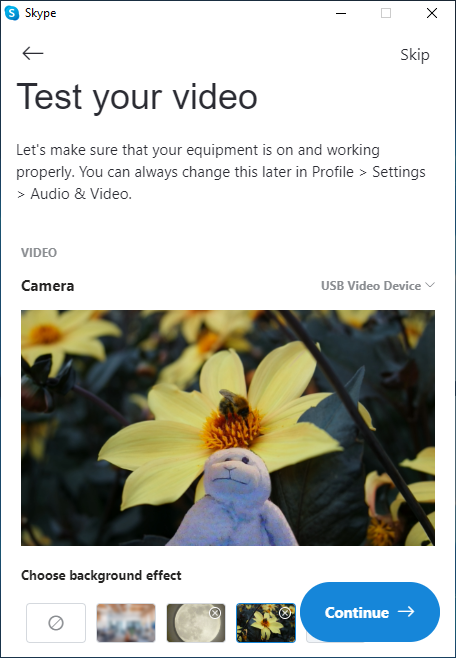 Skype
Skip
Test your video
Let's make sure that your equipment is on and working
properly. You can always change this later in Profile > Settings
> Audio & Video.
VIDEO
Camera
USB Video Device
Choose background effect
Continue